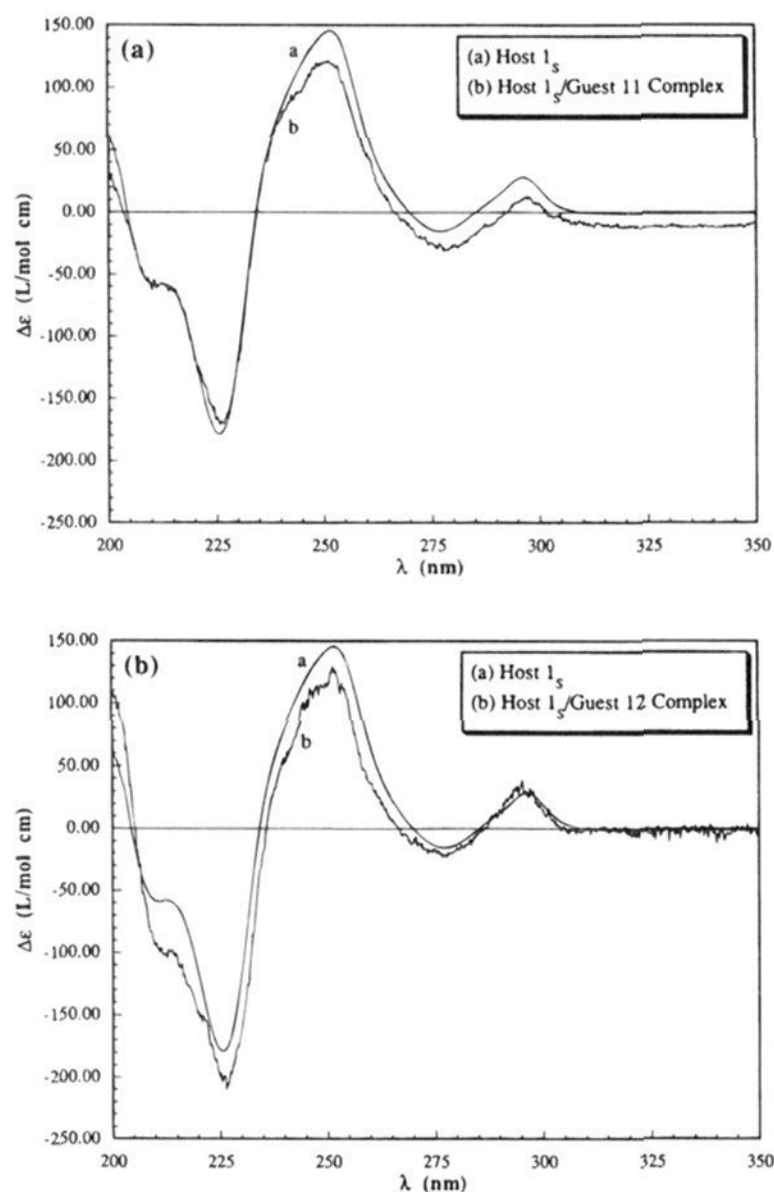 (a)
(a) Host 1s
(b) Host 1s/Guest 11 Complex
a
b
150.00
100.00
50.00
0.00
-50.00
-100.00
-150.00
-200.00
-250.00
Δε (L/mol cm)
200 225 250 275 300 325 350
λ (nm)
(b)
(a) Host 1s
(b) Host 1s/Guest 12 Complex
a
b
150.00
100.00
50.00
0.00
-50.00
-100.00
-150.00
-200.00
-250.00
Δε (L/mol cm)
200 225 250 275 300 325 350
λ (nm)